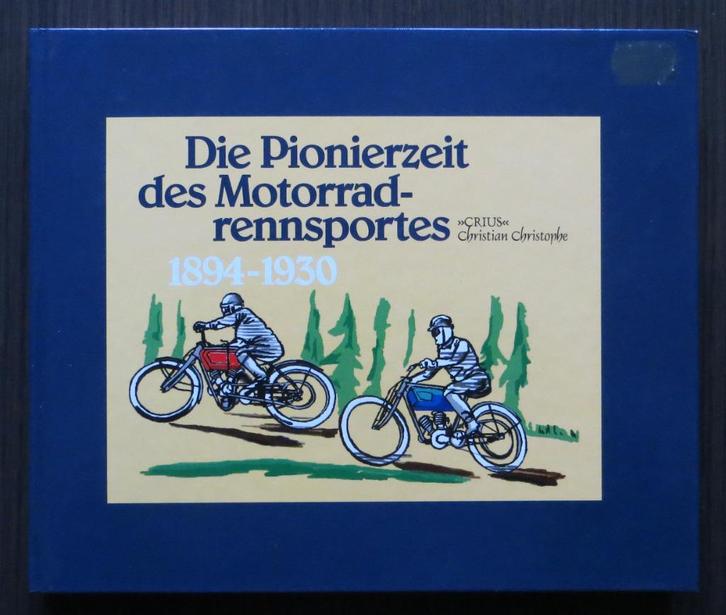 Die Pionierzeit
des Motorrad-
rennsportes
»CRIUS«
Christian Christophe
1894-1930